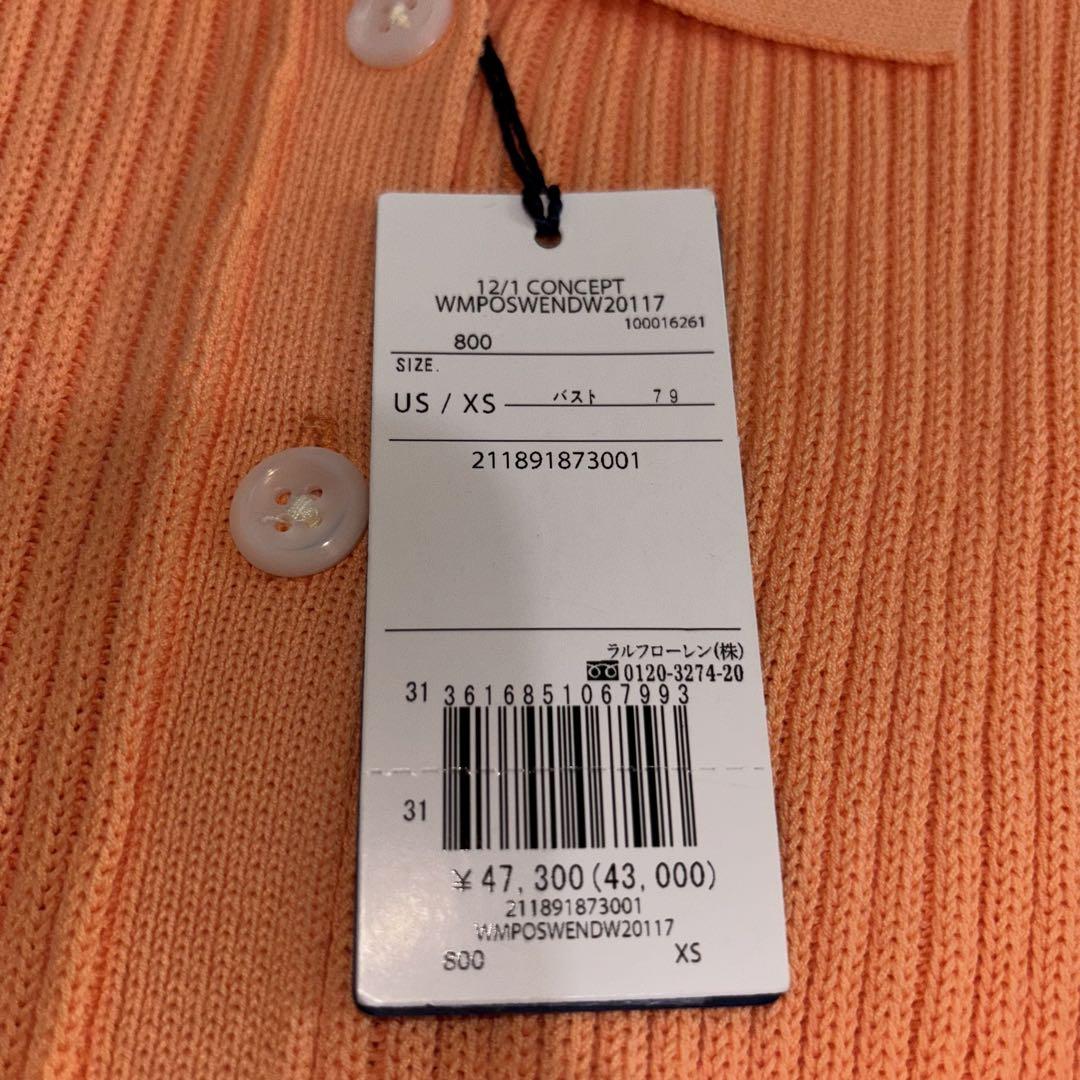 12/1 CONCEPT
WMPOSWENDW20117
100016261
800
SIZE.
US / XS バスト 79
211891873001
ラルフローレン(株)
0120-3274-20
31 3616851067993
31
¥ 47,300(43,000)
211891873001
WMPOSWENDW20117
800 XS